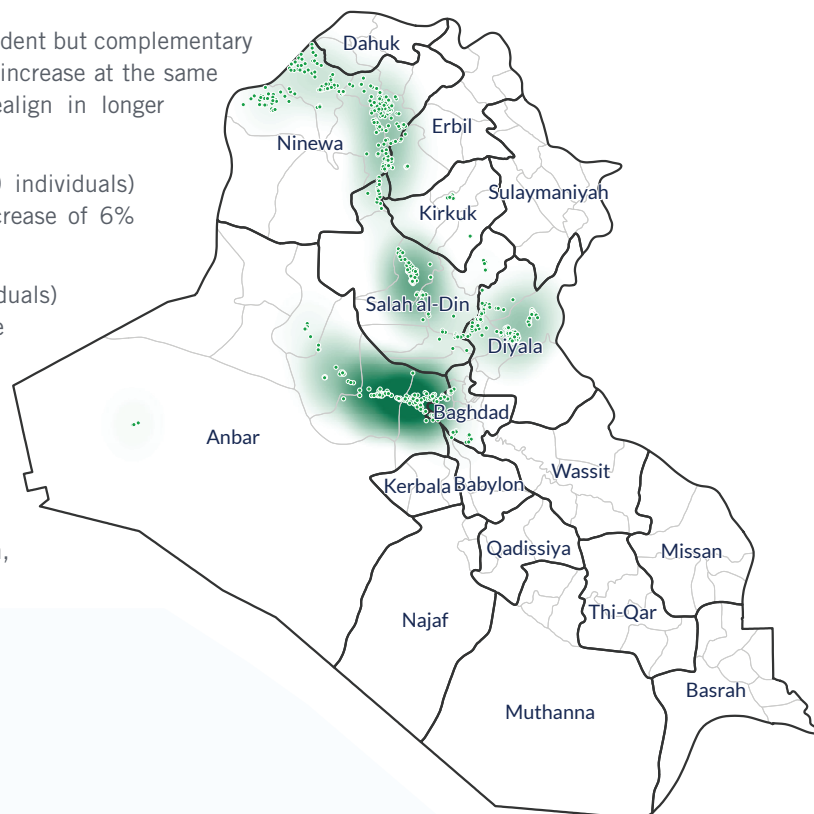 dent but complementary
increase at the same
ealign in longer
individuals)
crease of 6%
duals)
Dahuk
Erbil
Ninewa
Sulaymaniyah
Kirkuk
Salah al-Din
Diyala
Baghdad
Anbar
Wassit
Kerbala
Babylon
Qadissiya
Missan
Thi-Qar
Najaf
Basrah
Muthanna